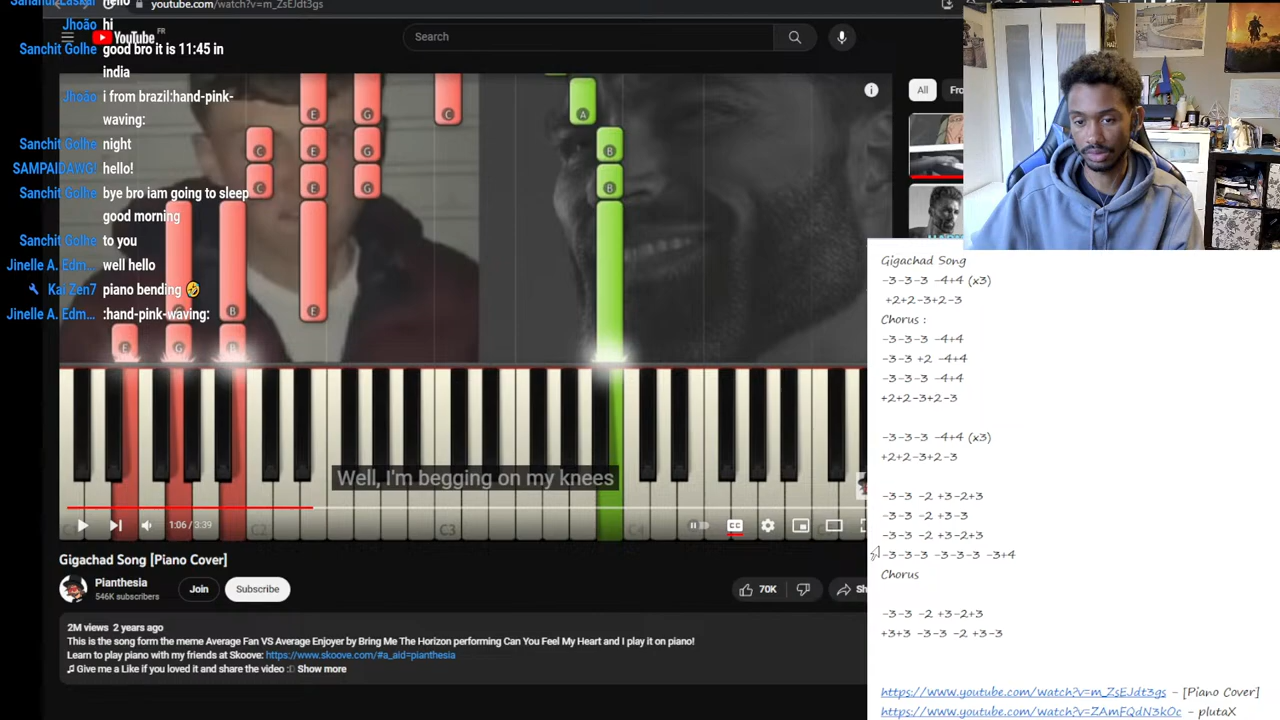 youtube.com/watch?v=m_ZsEJdt3gs
hello
Jhoão hi
Sanchit Golhe good bro it is 11:45 in
india
Jhoão i from brazil:hand-pink-
waving:
Sanchit Golhe night
SAMPAIDAWG! hello!
Sanchit Golhe bye bro iam going to sleep
good morning
Sanchit Golhe to you
Jinelle A. Edm... well hello
Kai Zen7 piano bending 🤣
Jinelle A. Edm... :hand-pink-waving:
YouTube FR
Search
All
E G C A
C E G B
C E G B
B E
E G B
Well, I'm begging on my knees
C2 C3
1:06 / 3:39
CC
Gigachad Song [Piano Cover]
Pianthesia
546K subscribers
Join
Subscribe
70K
2M views 2 years ago
This is the song form the meme Average Fan VS Average Enjoyer by Bring Me The Horizon performing Can You Feel My Heart and I play it on piano!
Learn to play piano with my friends at Skoove: https://www.skoove.com/#a_aid=pianthesia
♫ Give me a Like if you loved it and share the video :) Show more
Gigachad Song
-3-3-3 -4+4 (x3)
+2+2-3+2-3
Chorus :
-3-3-3 -4+4
-3-3 +2 -4+4
-3-3-3 -4+4
+2+2-3+2-3
-3-3-3 -4+4 (x3)
+2+2-3+2-3
-3-3 -2 +3-2+3
-3-3 -2 +3-3
-3-3 -2 +3-2+3
-3-3-3 -3-3-3 -3+4
Chorus
-3-3 -2 +3-2+3
+3+3 -3-3 -2 +3-3
https://www.youtube.com/watch?v=m_ZsEJdt3gs - [Piano Cover]
https://www.youtube.com/watch?v=ZAmFQdN3kOc - plutaX